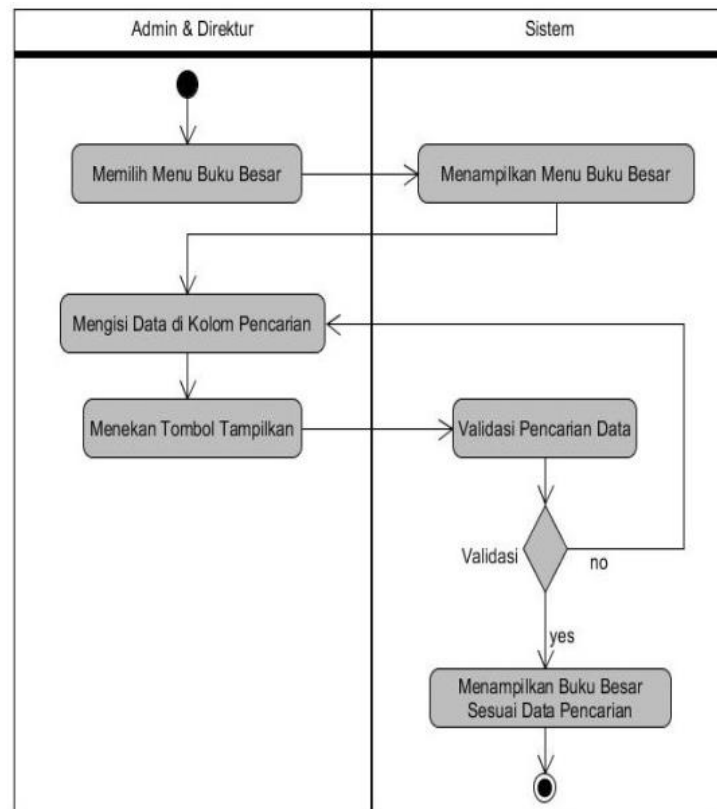 Admin & Direktur
Sistem
Memilih Menu Buku Besar
Menampilkan Menu Buku Besar
Mengisi Data di Kolom Pencarian
Menekan Tombol Tampilkan
Validasi Pencarian Data
Validasi
no
yes
Menampilkan Buku Besar
Sesuai Data Pencarian